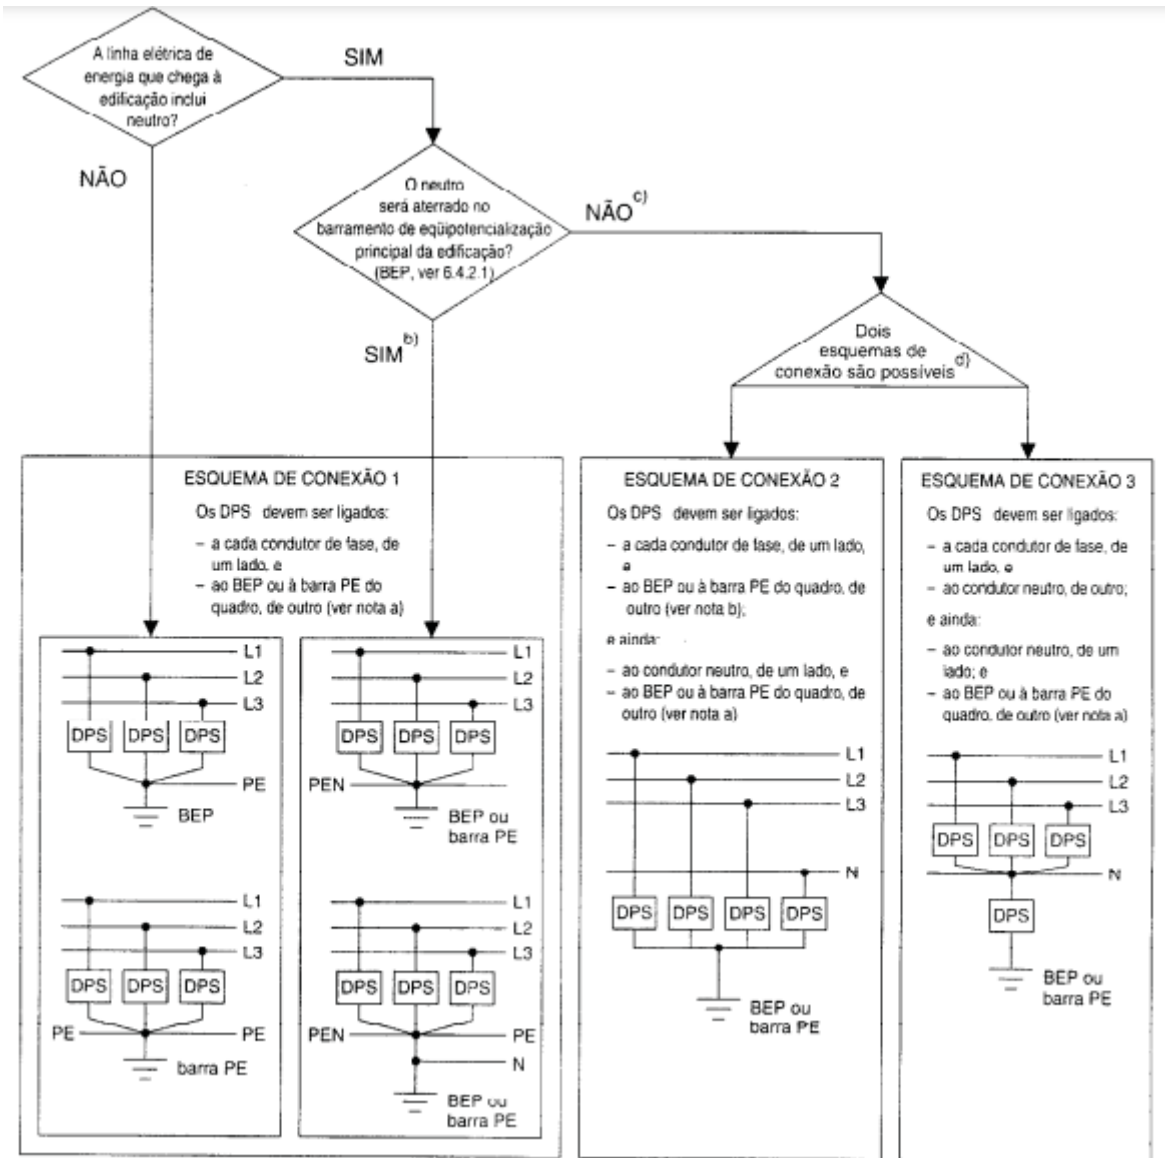 A linha elétrica de
energia que chega à
edificação inclui
neutro?
SIM
NÃO
O neutro
será aterrado no
barramento de eqüipotencialização
principal da edificação?
(BEP, ver 6.4.2.1)
NÃO c)
SIM b)
Dois
esquemas de
conexão são possíveis d)
ESQUEMA DE CONEXÃO 1
Os DPS devem ser ligados:
– a cada condutor de fase, de
um lado, e
– ao BEP ou à barra PE do
quadro, de outro (ver nota a)
L1
L2
L3
DPS DPS DPS
PE
BEP
L1
L2
L3
DPS DPS DPS
PE PE
barra PE
L1
L2
L3
DPS DPS DPS
PEN
BEP ou
barra PE
L1
L2
L3
DPS DPS DPS
PEN PE
N
BEP ou
barra PE
ESQUEMA DE CONEXÃO 2
Os DPS devem ser ligados:
– a cada condutor de fase, de um lado,
e
– ao BEP ou à barra PE do quadro, de
outro (ver nota b);
e ainda:
– ao condutor neutro, de um lado, e
– ao BEP ou à barra PE do quadro, de
outro (ver nota a)
L1
L2
L3
N
DPS DPS DPS DPS
BEP ou
barra PE
ESQUEMA DE CONEXÃO 3
Os DPS devem ser ligados:
– a cada condutor de fase, de
um lado, e
– ao condutor neutro, de outro;
e ainda:
– ao condutor neutro, de um
lado; e
– ao BEP ou à barra PE do
quadro, de outro (ver nota a)
L1
L2
L3
DPS DPS DPS
N
DPS
BEP ou
barra PE